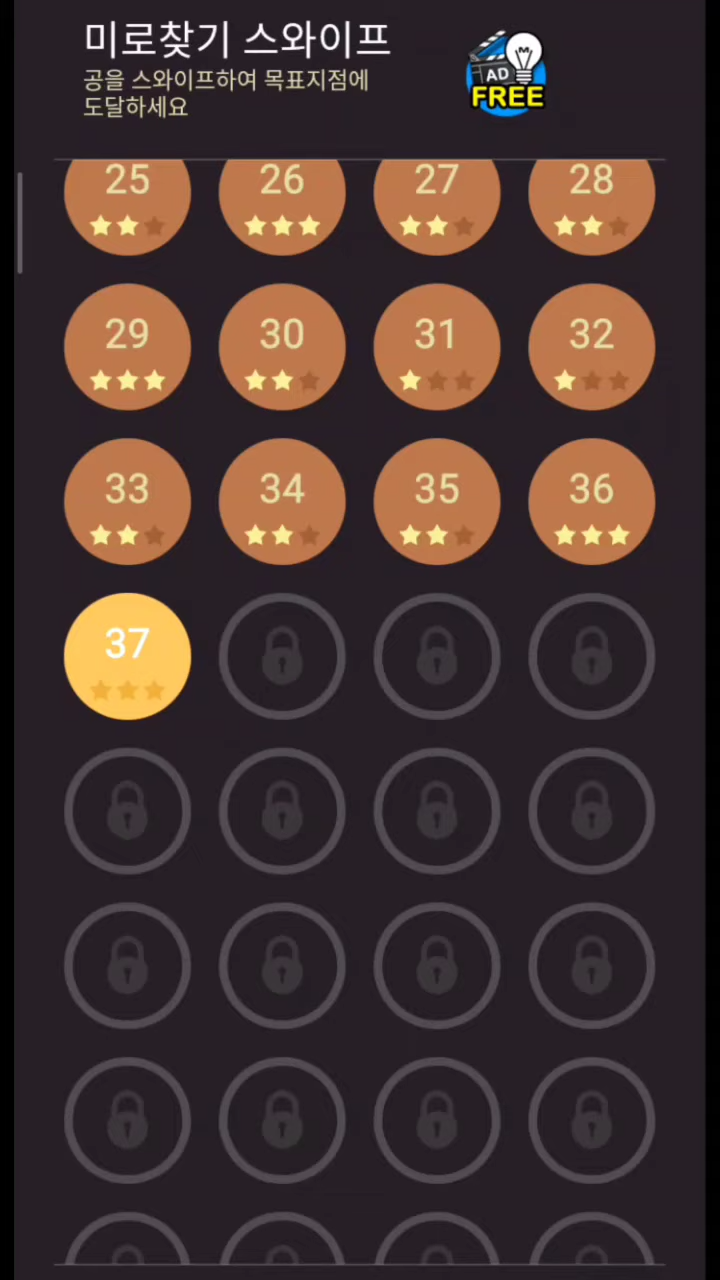 미로찾기 스와이프
공을 스와이프하여 목표지점에
도달하세요
M
AD
FREE
25 26 27 28
29 30 31 32
33 34 35 36
37